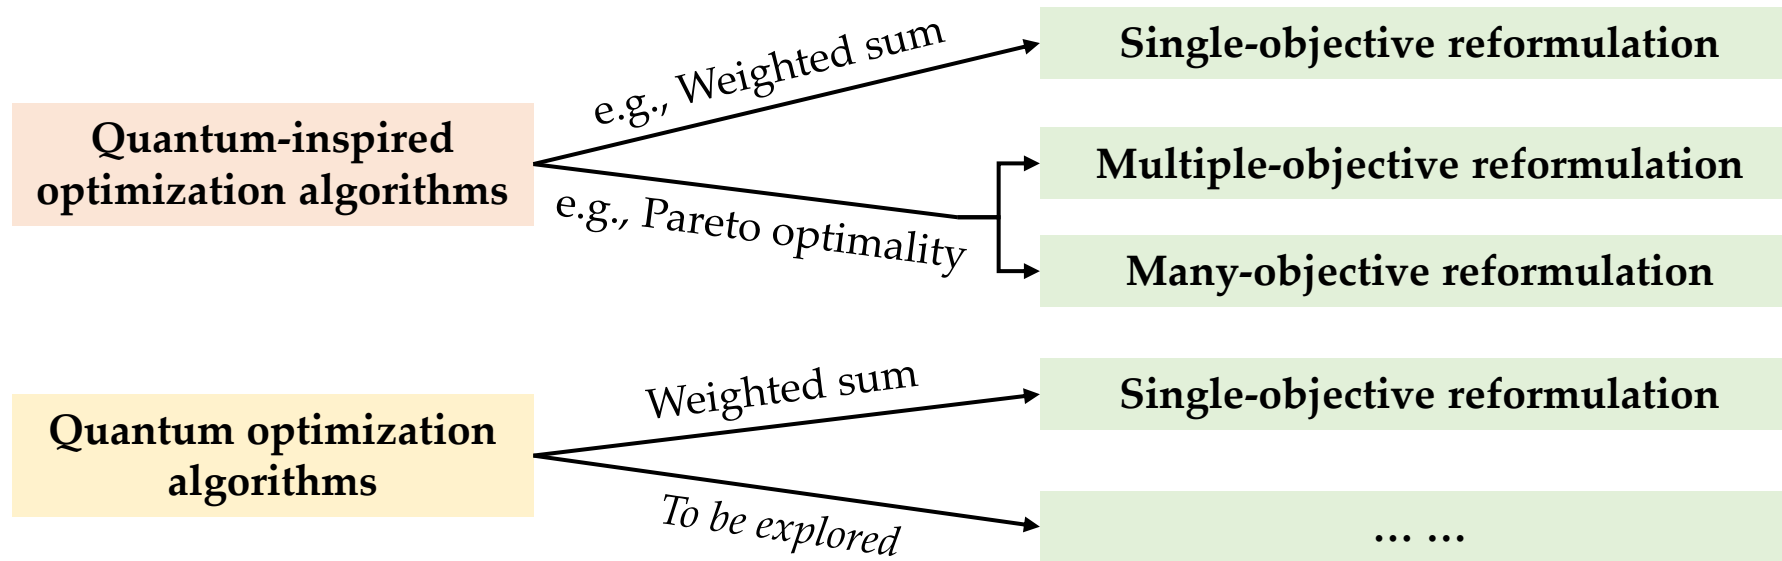 e.g., Weighted sum
Single-objective reformulation
Quantum-inspired
optimization algorithms
Multiple-objective reformulation
e.g., Pareto optimality
Many-objective reformulation
Weighted sum
Single-objective reformulation
Quantum optimization
algorithms
To be explored
... ...